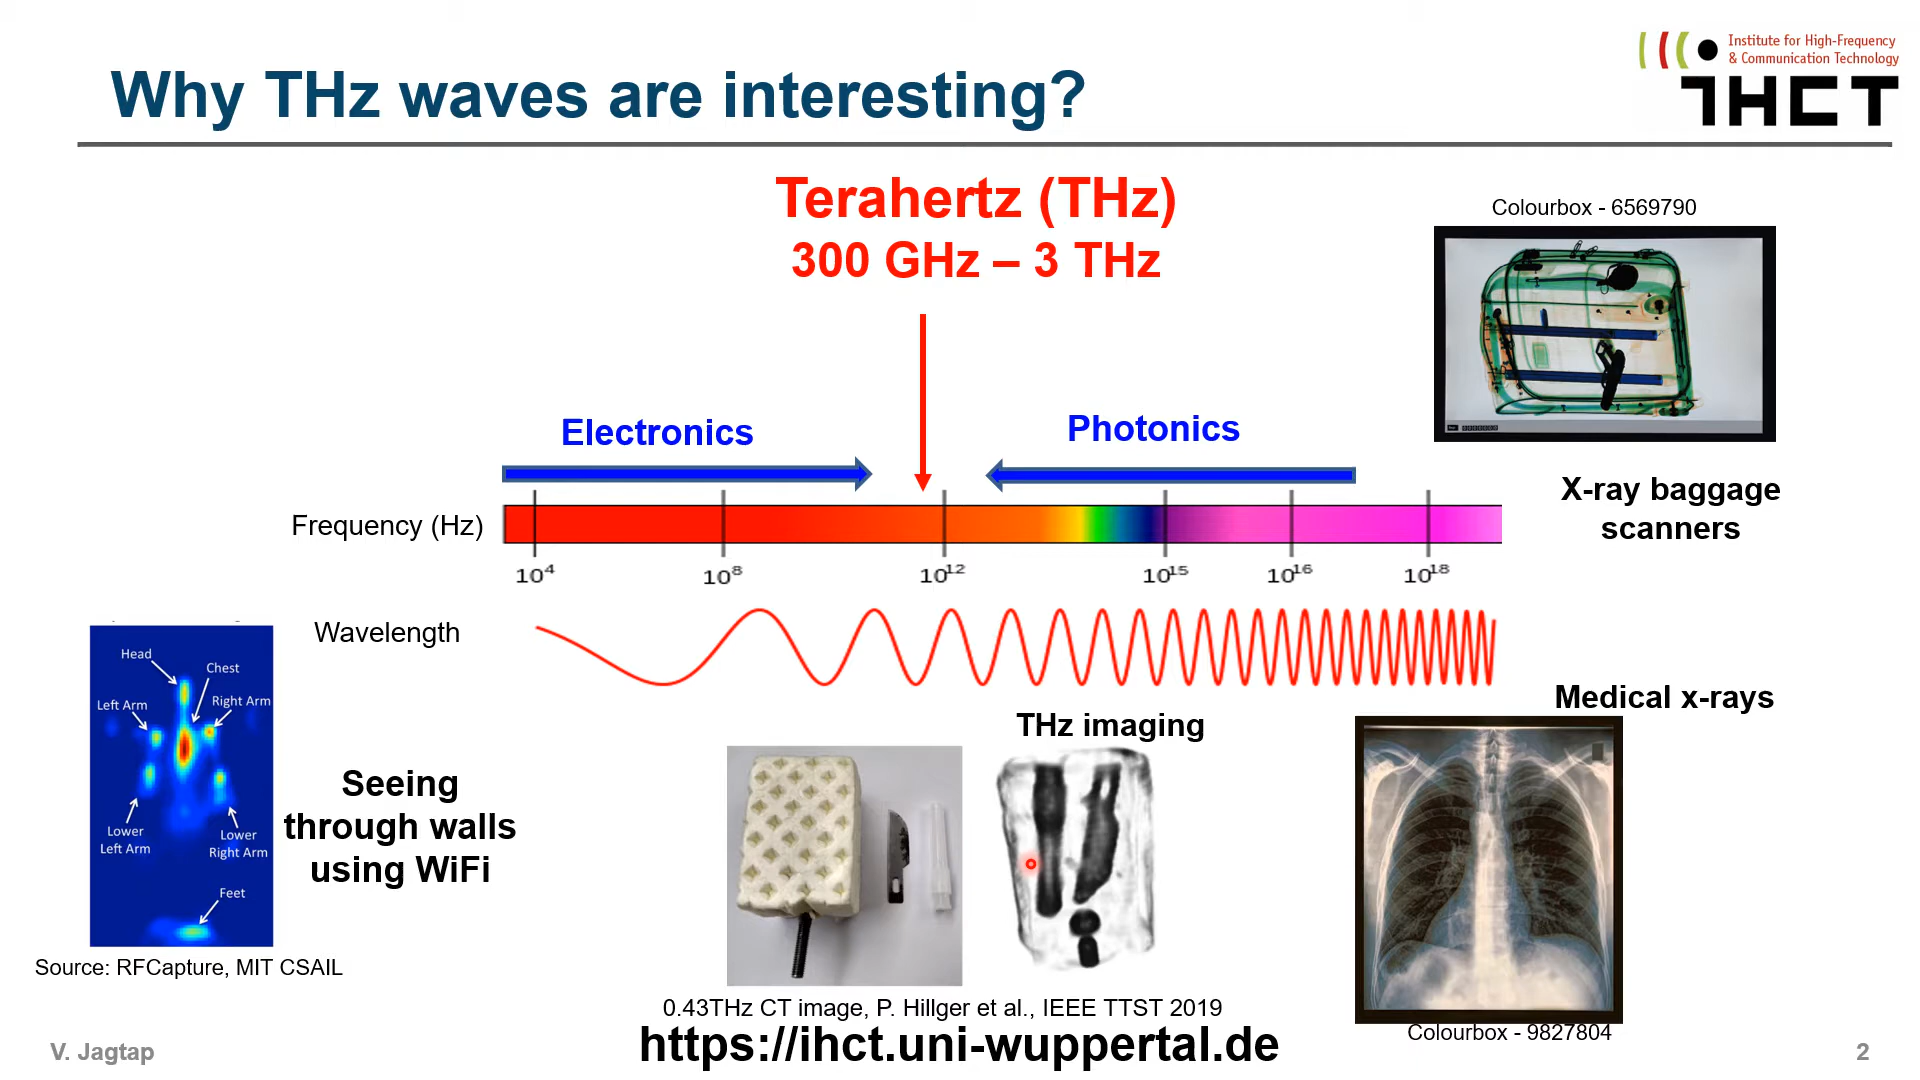 Why THz waves are interesting?
Institute for High-Frequency
& Communication Technology
IHCT
Terahertz (THz)
300 GHz – 3 THz
Colourbox - 6569790
Electronics
Photonics
X-ray baggage
scanners
Frequency (Hz)
10⁴ 10⁸ 10¹² 10¹⁵ 10¹⁶ 10¹⁸
Wavelength
Head
Chest
Left Arm
Right Arm
Lower
Left Arm
Lower
Right Arm
Feet
Seeing
through walls
using WiFi
Source: RFCapture, MIT CSAIL
THz imaging
Medical x-rays
0.43THz CT image, P. Hillger et al., IEEE TTST 2019
https://ihct.uni-wuppertal.de
Colourbox - 9827804
V. Jagtap
2